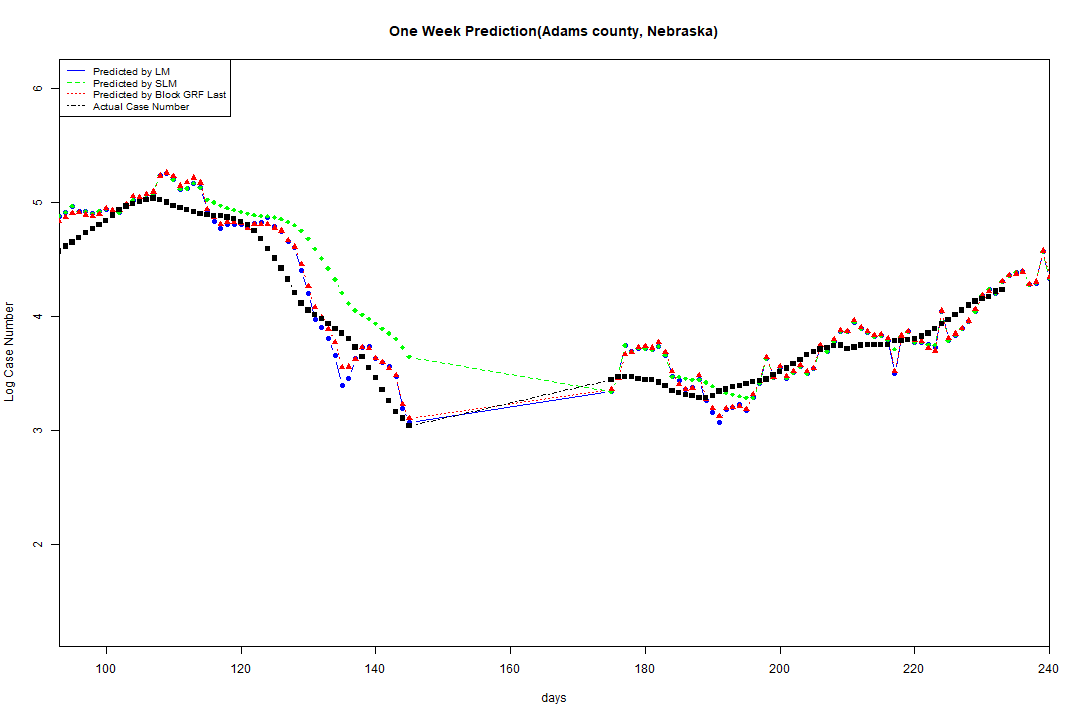 One Week Prediction(Adams county, Nebraska)
Predicted by LM
Predicted by SLM
Predicted by Block GRF Last
Actual Case Number
6
5
4
3
2
Log Case Number
100 120 140 160 180 200 220 240
days